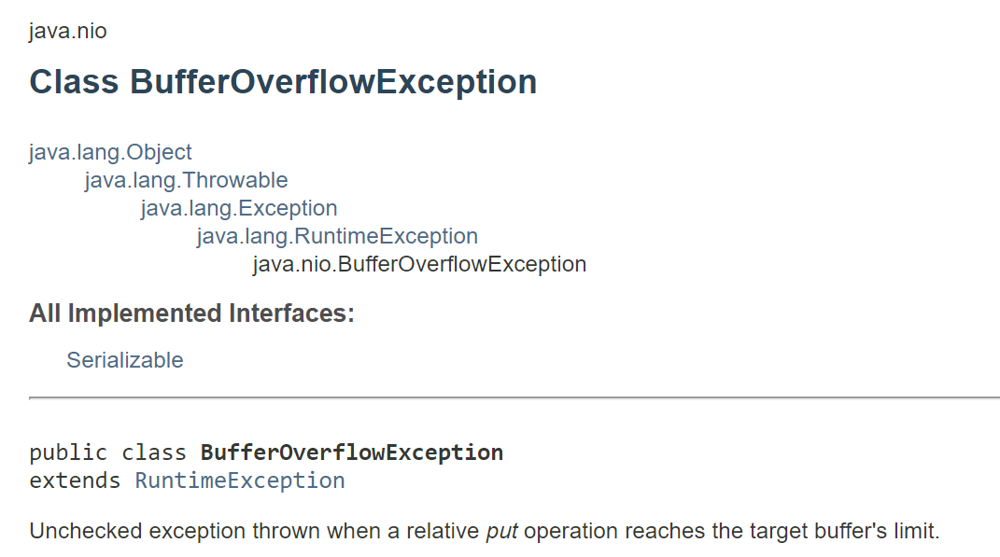 java.nio
Class BufferOverflowException
java.lang.Object
java.lang.Throwable
java.lang.Exception
java.lang.RuntimeException
java.nio.BufferOverflowException
All Implemented Interfaces:
Serializable
public class BufferOverflowException
extends RuntimeException
Unchecked exception thrown when a relative put operation reaches the target buffer's limit.